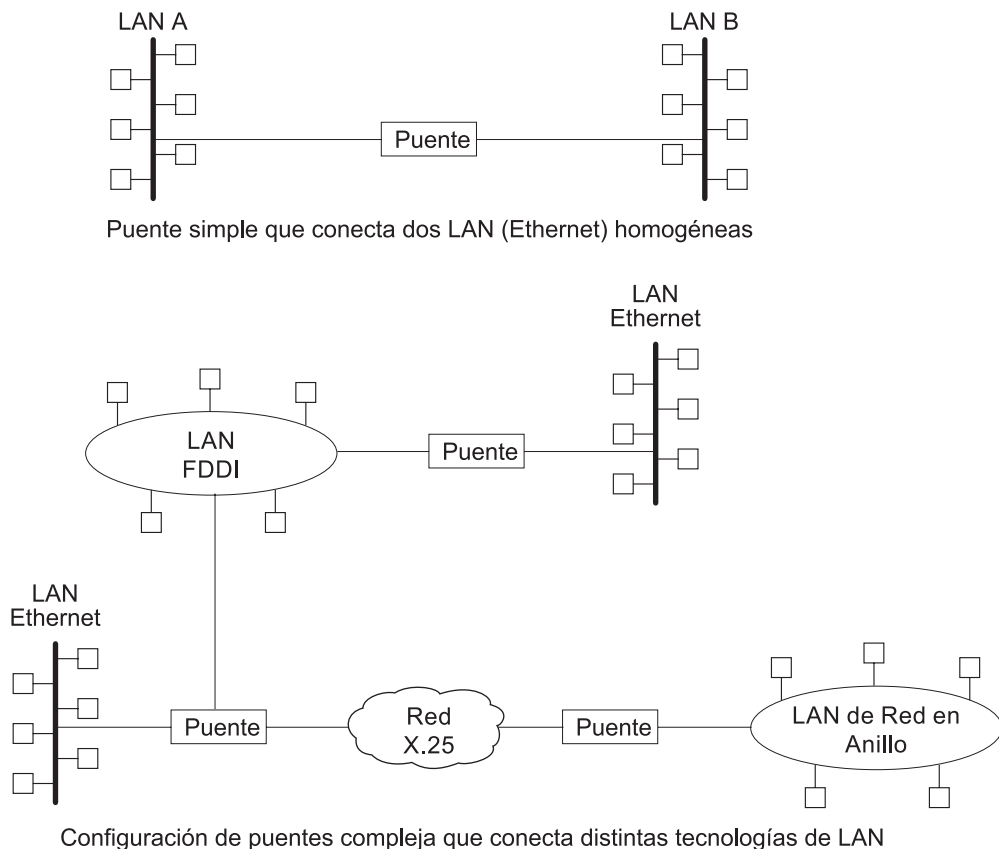 LAN A
LAN B
Puente
Puente simple que conecta dos LAN (Ethernet) homogéneas
LAN
Ethernet
LAN
FDDI
Puente
LAN
Ethernet
Puente
Red
X.25
Puente
LAN de Red en
Anillo
Configuración de puentes compleja que conecta distintas tecnologías de LAN